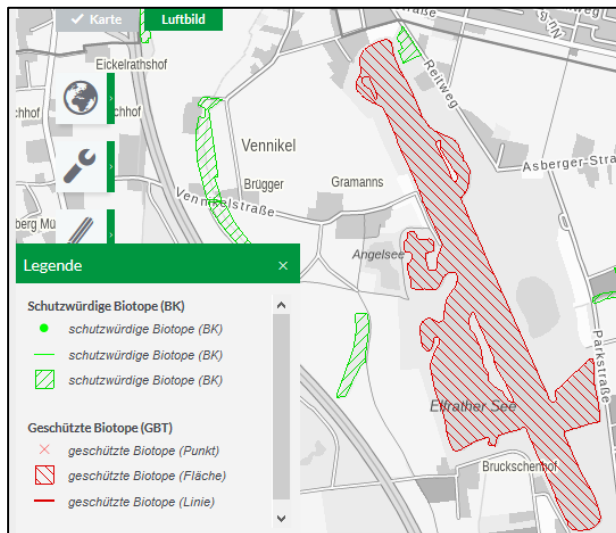 Karte
Luftbild
Eickelrathshof
chhof
hof
Vennikel
Brügger
Gramanns
Vennikelstraße
Reitweg
Asberger-Stra
berg Mü
Angelsee
Parkstraße
Elfrather See
Bruckschenhof
Legende
×
Schutzwürdige Biotope (BK)
schutzwürdige Biotope (BK)
schutzwürdige Biotope (BK)
schutzwürdige Biotope (BK)
Geschützte Biotope (GBT)
geschützte Biotope (Punkt)
geschützte Biotope (Fläche)
geschützte Biotope (Linie)